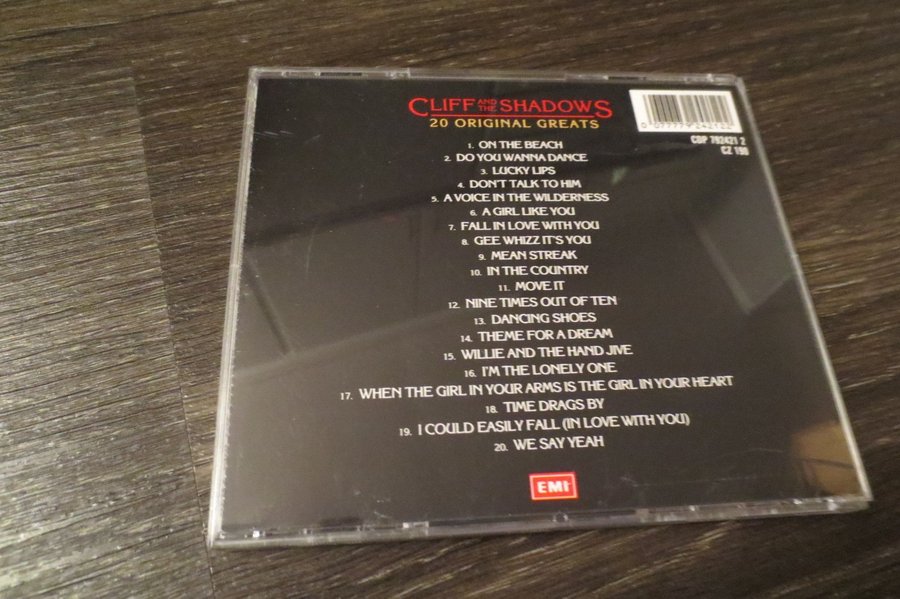 CLIFF AND THE SHADOWS
20 ORIGINAL GREATS
0 077779 242122
CDP 792421 2
CZ 190
1. ON THE BEACH
2. DO YOU WANNA DANCE
3. LUCKY LIPS
4. DON'T TALK TO HIM
5. A VOICE IN THE WILDERNESS
6. A GIRL LIKE YOU
7. FALL IN LOVE WITH YOU
8. GEE WHIZZ IT'S YOU
9. MEAN STREAK
10. IN THE COUNTRY
11. MOVE IT
12. NINE TIMES OUT OF TEN
13. DANCING SHOES
14. THEME FOR A DREAM
15. WILLIE AND THE HAND JIVE
16. I'M THE LONELY ONE
17. WHEN THE GIRL IN YOUR ARMS IS THE GIRL IN YOUR HEART
18. TIME DRAGS BY
19. I COULD EASILY FALL (IN LOVE WITH YOU)
20. WE SAY YEAH
EMI